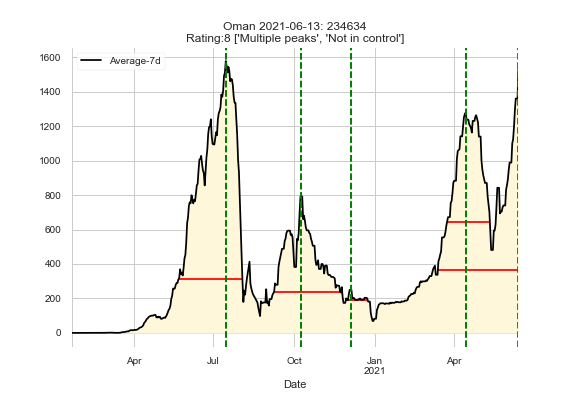 Oman 2021-06-13: 234634
Rating:8 ['Multiple peaks', 'Not in control']
Average-7d
1600
1400
1200
1000
800
600
400
200
0
Apr Jul Oct Jan Apr
2021
Date